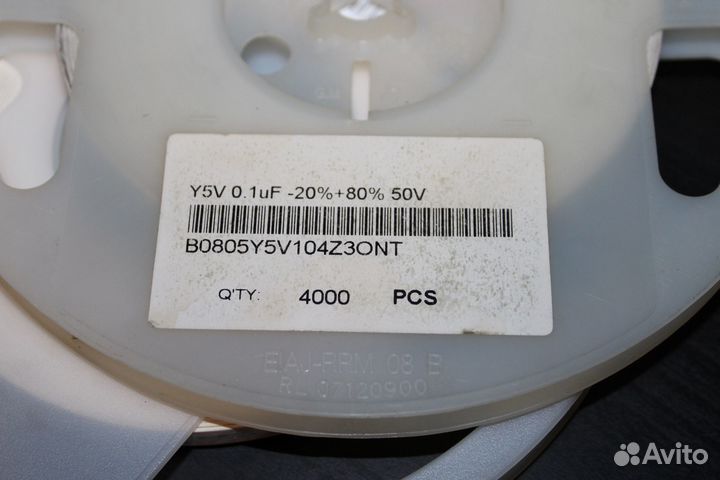 Y5V 0.1uF -20%+80% 50V
B0805Y5V104Z3ONT
Q'TY: 4000 PCS
EIAJ-RRM 08 B
RL 07120900
Avito